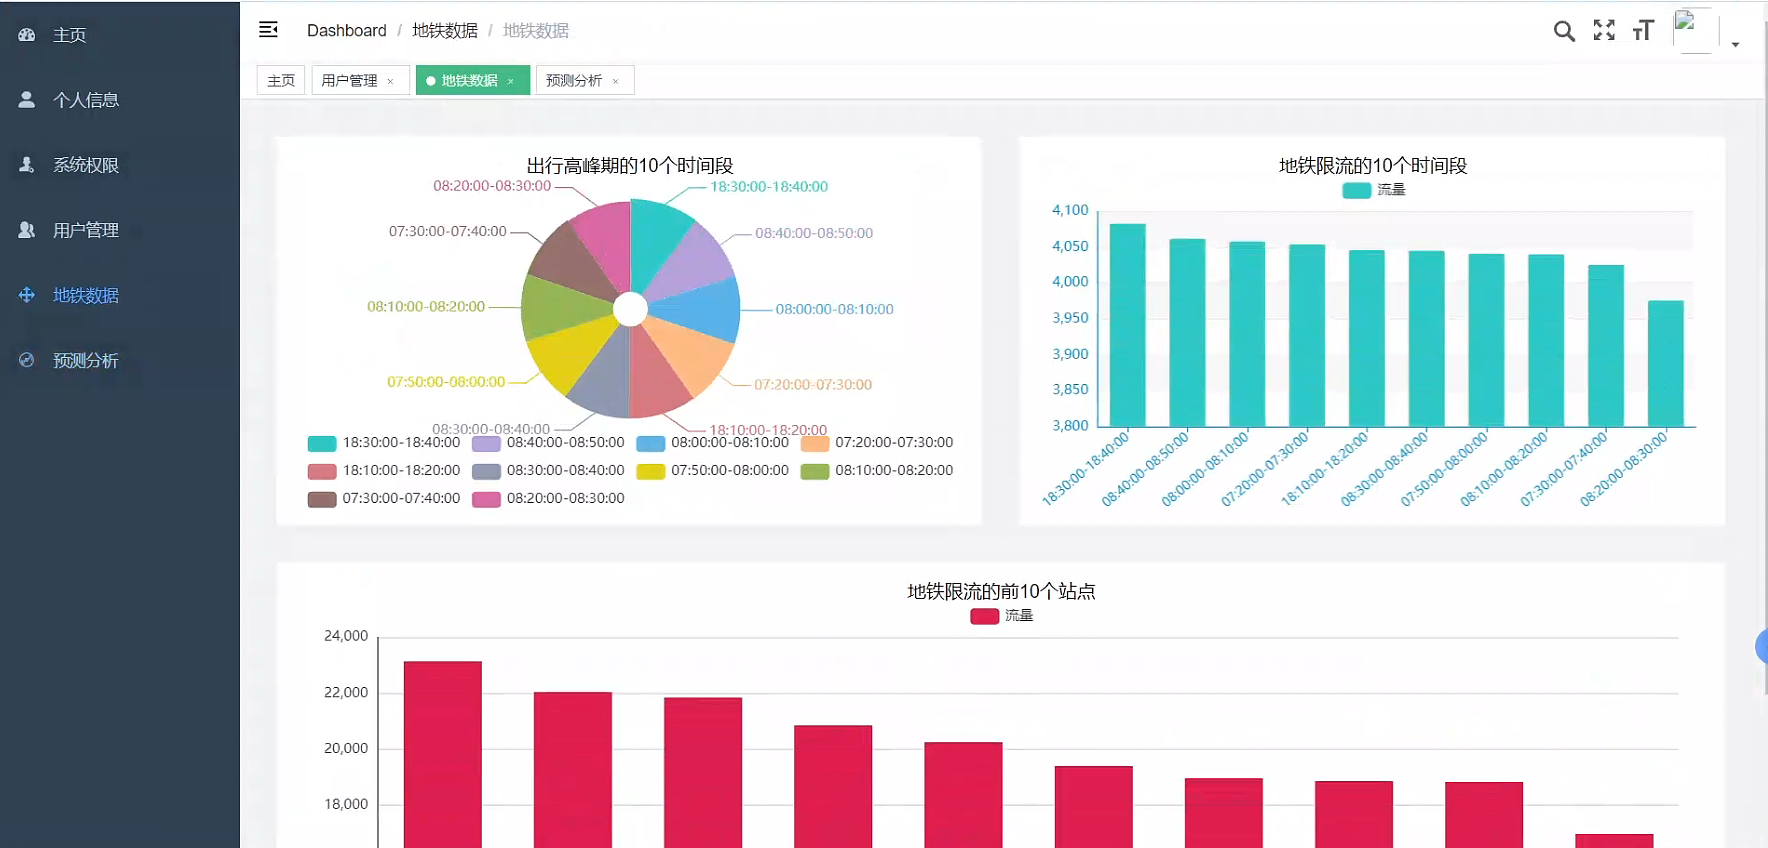 主页
个人信息
系统权限
用户管理
地铁数据
预测分析
Dashboard / 地铁数据 / 地铁数据
主页
用户管理 ×
地铁数据 ×
预测分析 ×
出行高峰期的10个时间段
08:20:00-08:30:00
18:30:00-18:40:00
07:30:00-07:40:00
08:40:00-08:50:00
08:10:00-08:20:00
08:00:00-08:10:00
07:50:00-08:00:00
07:20:00-07:30:00
08:30:00-08:40:00
18:10:00-18:20:00
18:30:00-18:40:00 08:40:00-08:50:00 08:00:00-08:10:00 07:20:00-07:30:00
18:10:00-18:20:00 08:30:00-08:40:00 07:50:00-08:00:00 08:10:00-08:20:00
07:30:00-07:40:00 08:20:00-08:30:00
地铁限流的10个时间段
流量
4,100
4,050
4,000
3,950
3,900
3,850
3,800
18:30:00-18:40:00
08:40:00-08:50:00
08:00:00-08:10:00
07:20:00-07:30:00
18:10:00-18:20:00
08:30:00-08:40:00
07:50:00-08:00:00
08:10:00-08:20:00
07:30:00-07:40:00
08:20:00-08:30:00
地铁限流的前10个站点
流量
24,000
22,000
20,000
18,000